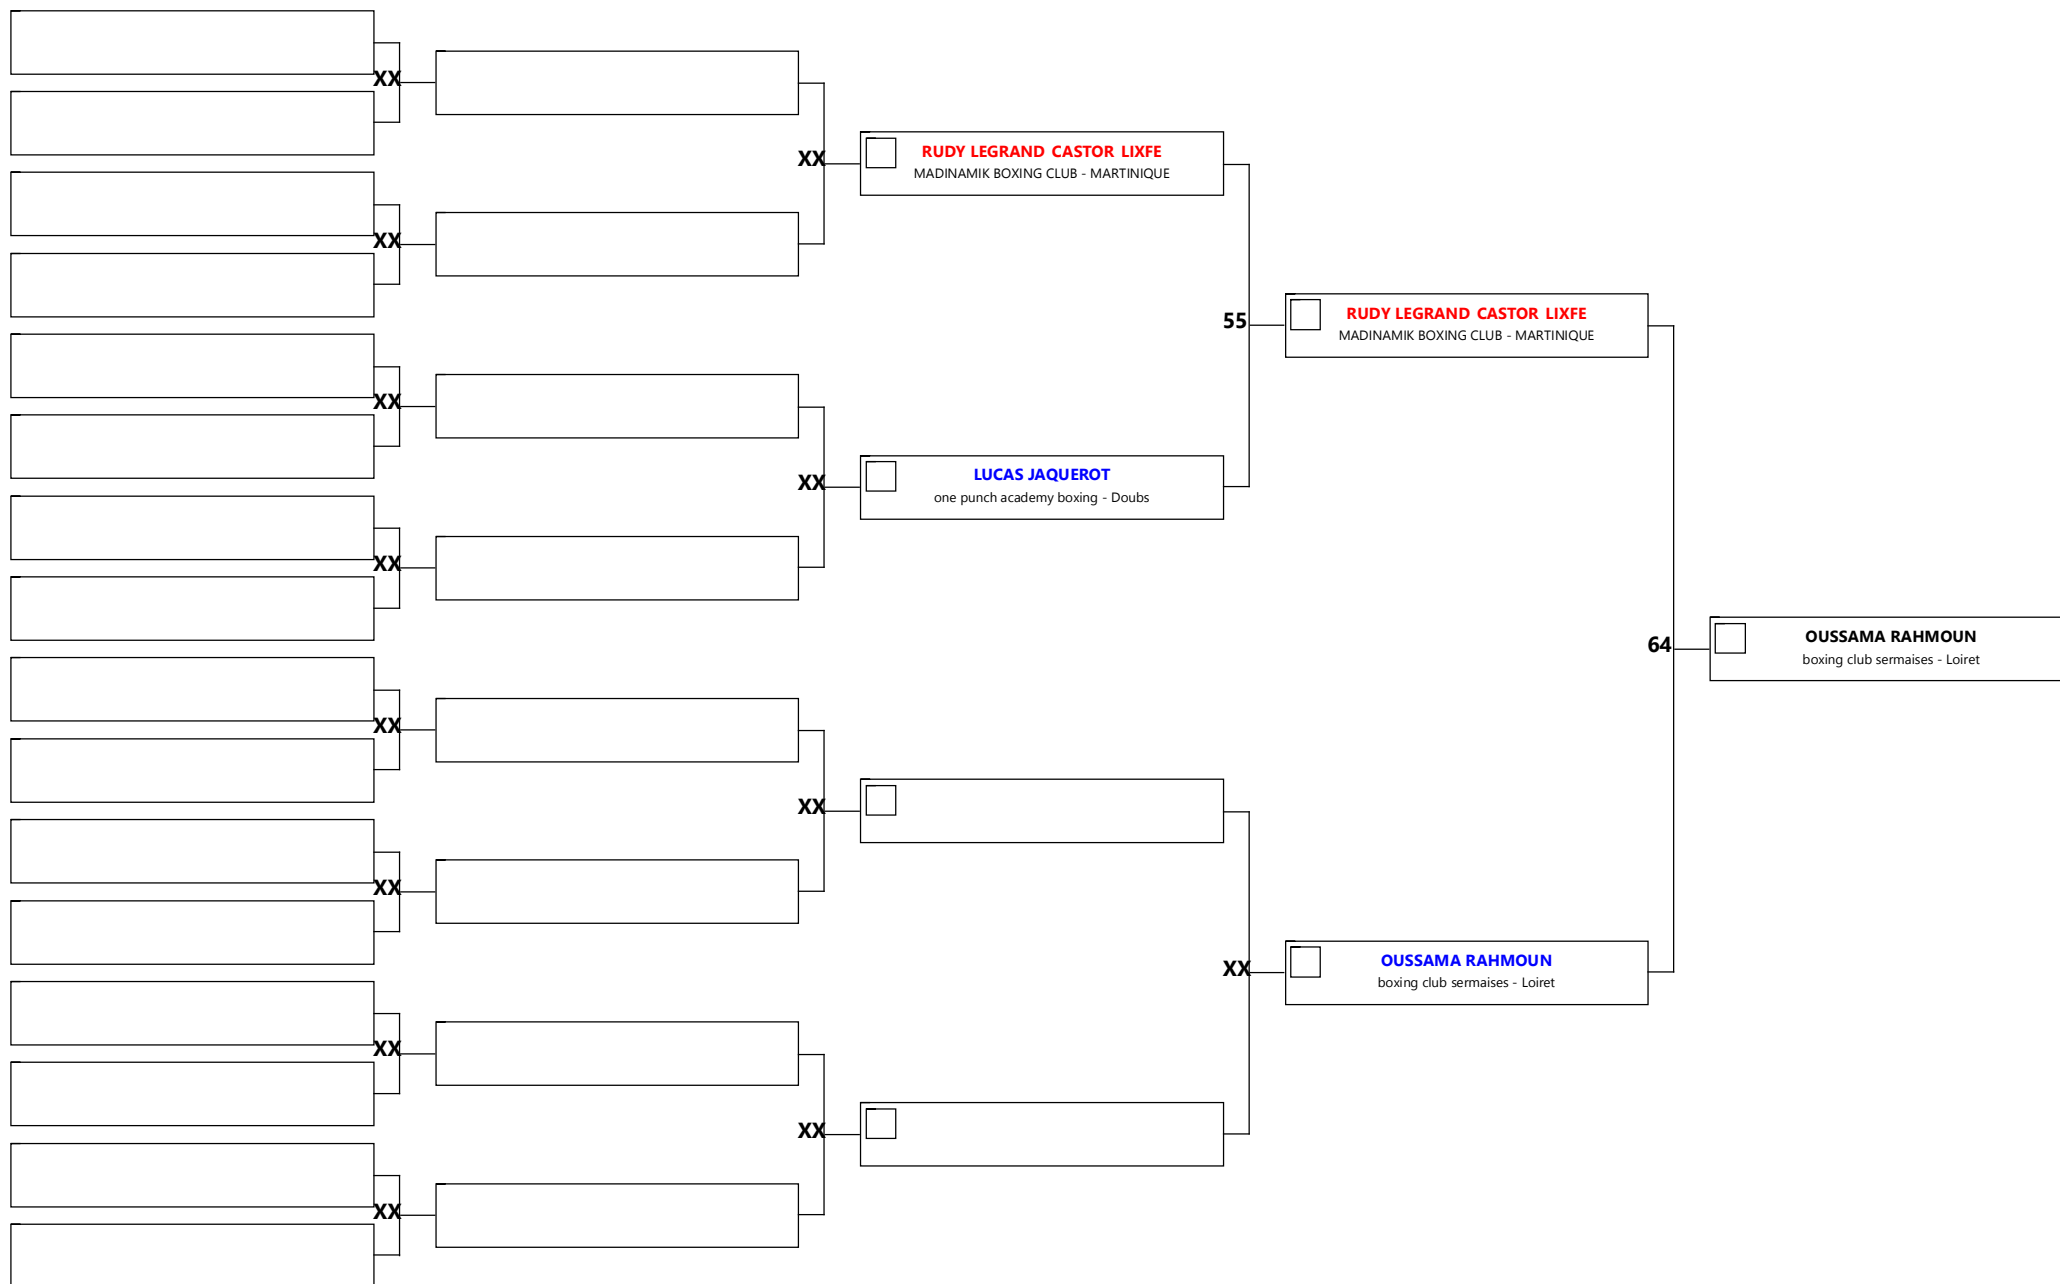 XX
XX
XX
XX
XX
XX
XX
XX
XX
RUDY LEGRAND CASTOR LIXFE
MADINAMIK BOXING CLUB - MARTINIQUE
XX
LUCAS JAQUEROT
one punch academy boxing - Doubs
XX
XX
55
RUDY LEGRAND CASTOR LIXFE
MADINAMIK BOXING CLUB - MARTINIQUE
XX
OUSSAMA RAHMOUN
boxing club sermaises - Loiret
64
OUSSAMA RAHMOUN
boxing club sermaises - Loiret